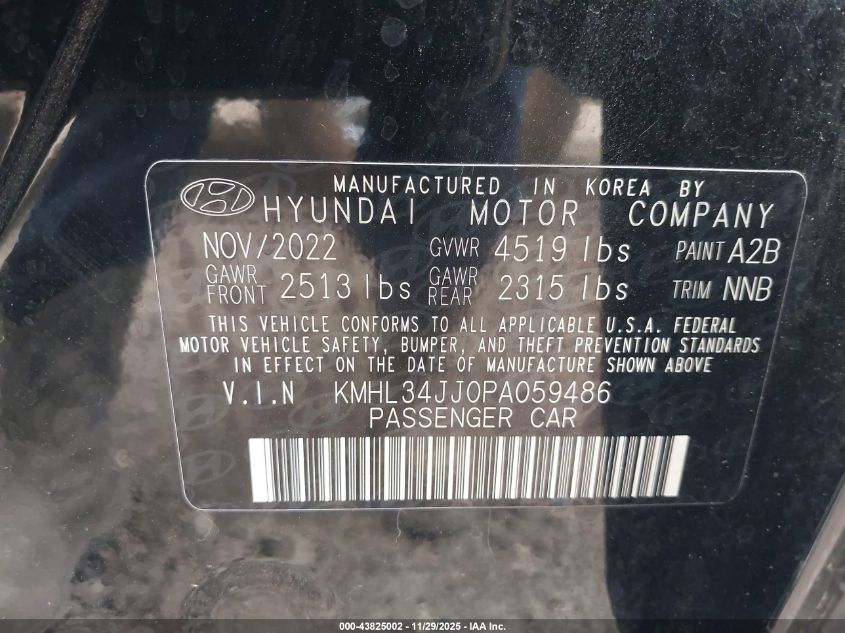 MANUFACTURED IN KOREA BY
HYUNDAI MOTOR COMPANY
NOV/2022 GVWR 4519 lbs PAINT A2B
GAWR FRONT 2513 lbs GAWR REAR 2315 lbs TRIM NNB
THIS VEHICLE CONFORMS TO ALL APPLICABLE U.S.A. FEDERAL
MOTOR VEHICLE SAFETY, BUMPER, AND THEFT PREVENTION STANDARDS
IN EFFECT ON THE DATE OF MANUFACTURE SHOWN ABOVE
V.I.N KMHL34JJ0PA059486
PASSENGER CAR
000-43825002 - 11/29/2025 - IAA Inc.